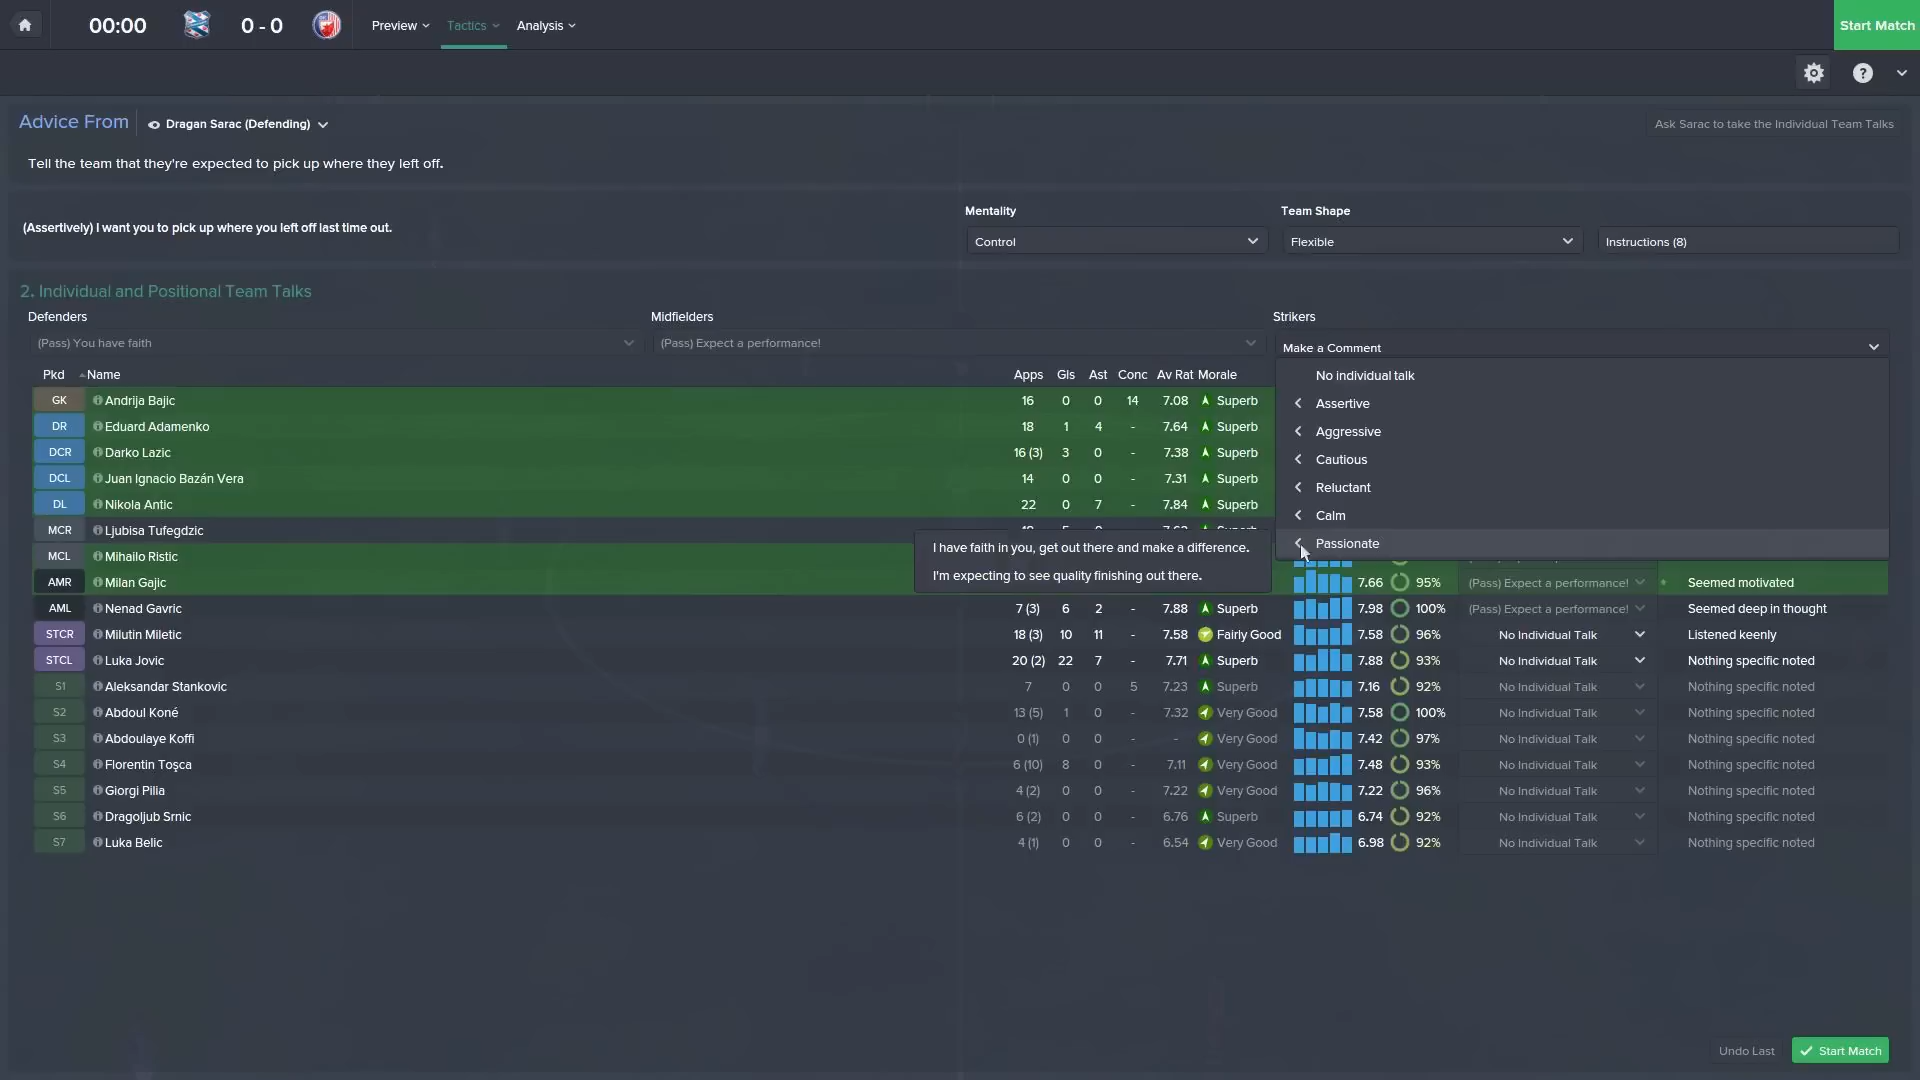 00:00 0 - 0 Preview Tactics Analysis Start Match
Advice From Dragan Sarac (Defending) Ask Sarac to take the Individual Team Talks
Tell the team that they're expected to pick up where they left off.
Mentality Team Shape
(Assertively) I want you to pick up where you left off last time out.
Control Flexible Instructions (8)
2. Individual and Positional Team Talks
Defenders Midfielders Strikers
(Pass) You have faith (Pass) Expect a performance! Make a Comment
Pkd Name Apps Gls Ast Conc Av Rat Morale
No individual talk
Assertive
Aggressive
Cautious
Reluctant
Calm
Passionate
I have faith in you, get out there and make a difference.
I'm expecting to see quality finishing out there.
GK Andrija Bajic 16 0 0 14 7.08 Superb
DR Eduard Adamenko 18 1 4 - 7.64 Superb
DCR Darko Lazic 16 (3) 3 0 - 7.38 Superb
DCL Juan Ignacio Bazán Vera 14 0 0 - 7.31 Superb
DL Nikola Antic 22 0 7 - 7.84 Superb
MCR Ljubisa Tufegdzic
MCL Mihailo Ristic
AMR Milan Gajic 7.66 95% (Pass) Expect a performance! Seemed motivated
AML Nenad Gavric 7 (3) 6 2 - 7.88 Superb 7.98 100% (Pass) Expect a performance! Seemed deep in thought
STCR Milutin Miletic 18 (3) 10 11 - 7.58 Fairly Good 7.58 96% No Individual Talk Listened keenly
STCL Luka Jovic 20 (2) 22 7 - 7.71 Superb 7.88 93% No Individual Talk Nothing specific noted
S1 Aleksandar Stankovic 7 0 0 5 7.23 Superb 7.16 92% No Individual Talk Nothing specific noted
S2 Abdoul Koné 13 (5) 1 0 - 7.32 Very Good 7.58 100% No Individual Talk Nothing specific noted
S3 Abdoulaye Koffi 0 (1) 0 0 - - Very Good 7.42 97% No Individual Talk Nothing specific noted
S4 Florentin Toşca 6 (10) 8 0 - 7.11 Very Good 7.48 93% No Individual Talk Nothing specific noted
S5 Giorgi Pilia 4 (2) 0 0 - 7.22 Very Good 7.22 96% No Individual Talk Nothing specific noted
S6 Dragoljub Srnic 6 (2) 0 0 - 6.76 Superb 6.74 92% No Individual Talk Nothing specific noted
S7 Luka Belic 4 (1) 0 0 - 6.54 Very Good 6.98 92% No Individual Talk Nothing specific noted
Undo Last Start Match